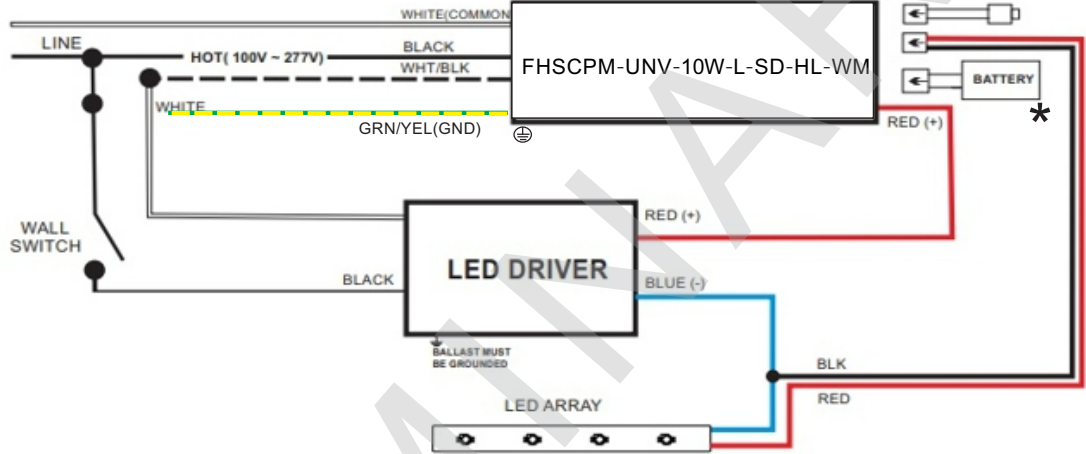 WHITE(COMMON
LINE
HOT( 100V ~ 277V)
BLACK
WHT/BLK
FHSCPM-UNV-10W-L-SD-HL-WM
BATTERY
*
WHITE
GRN/YEL(GND)
RED (+)
WALL
SWITCH
RED (+)
LED DRIVER
BLACK
BLUE (-)
BALLAST MUST
BE GROUNDED
BLK
RED
LED ARRAY
MINA